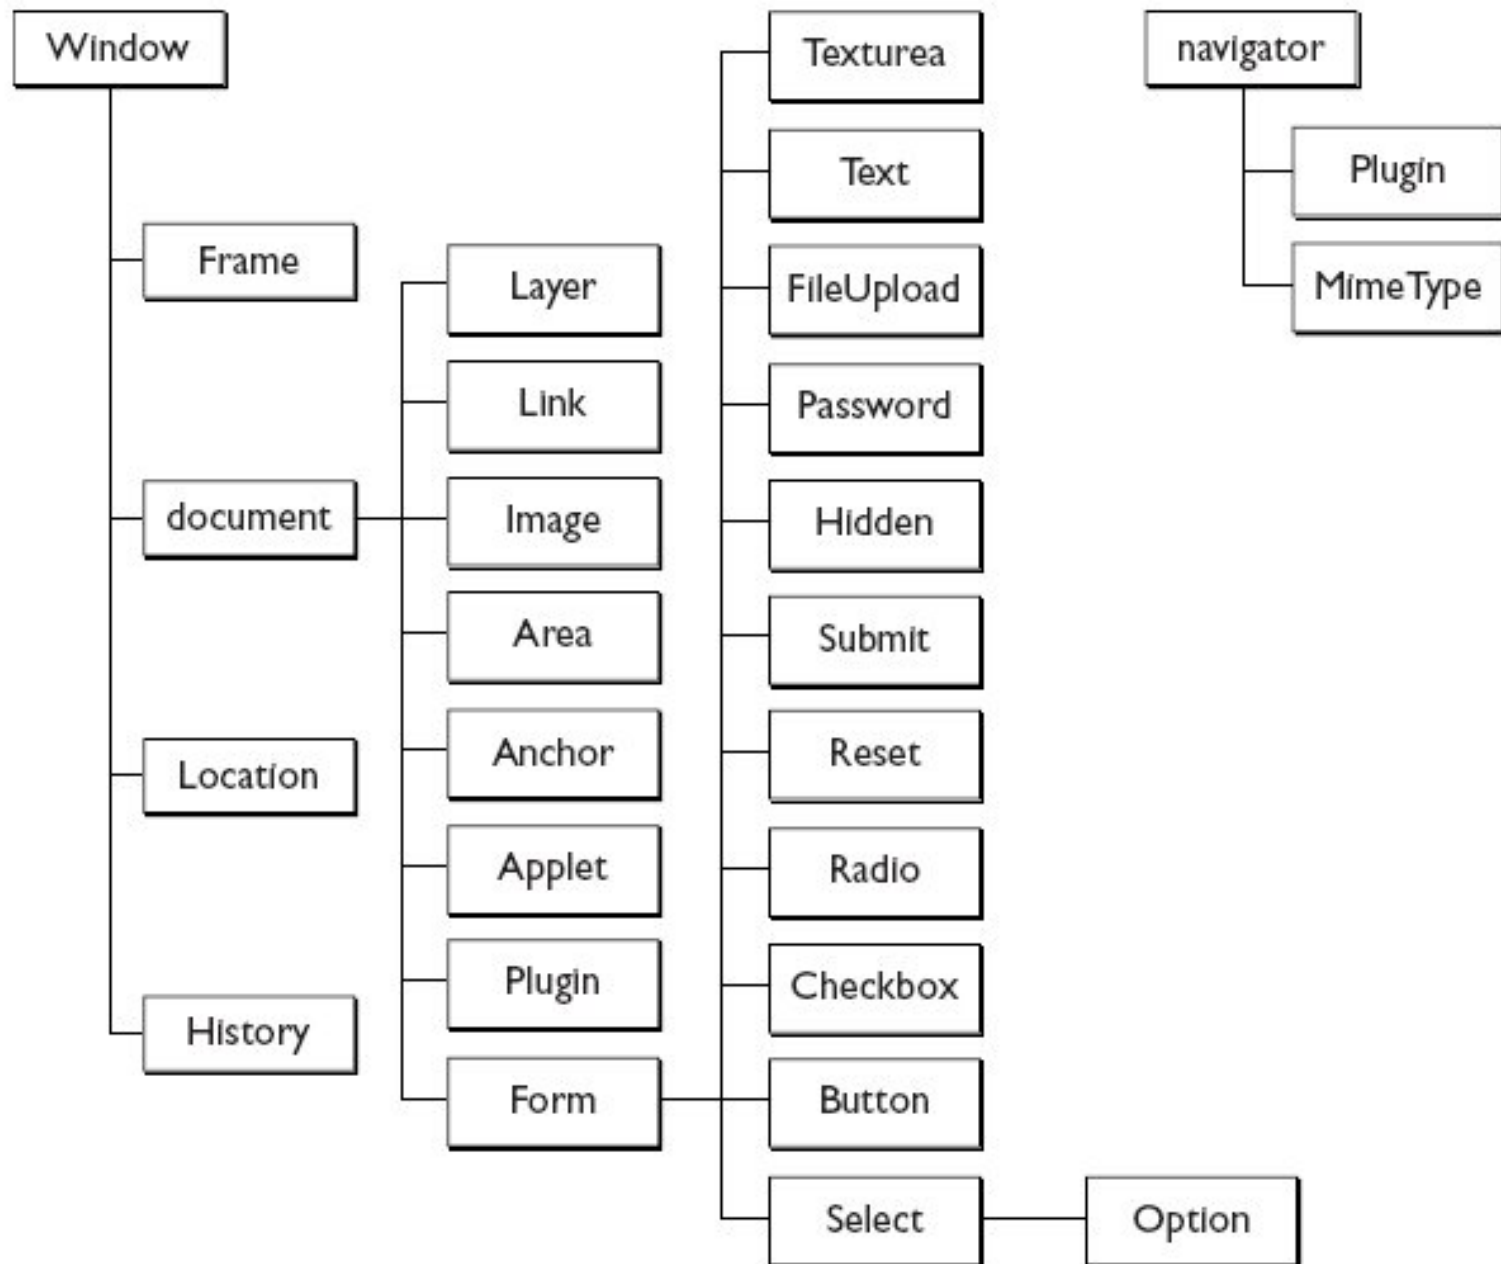 Window
Frame
document
Location
History
Layer
Link
Image
Area
Anchor
Applet
Plugin
Form
Texturea
Text
FileUpload
Password
Hidden
Submit
Reset
Radio
Checkbox
Button
Select
Option
navigator
Plugin
MimeType